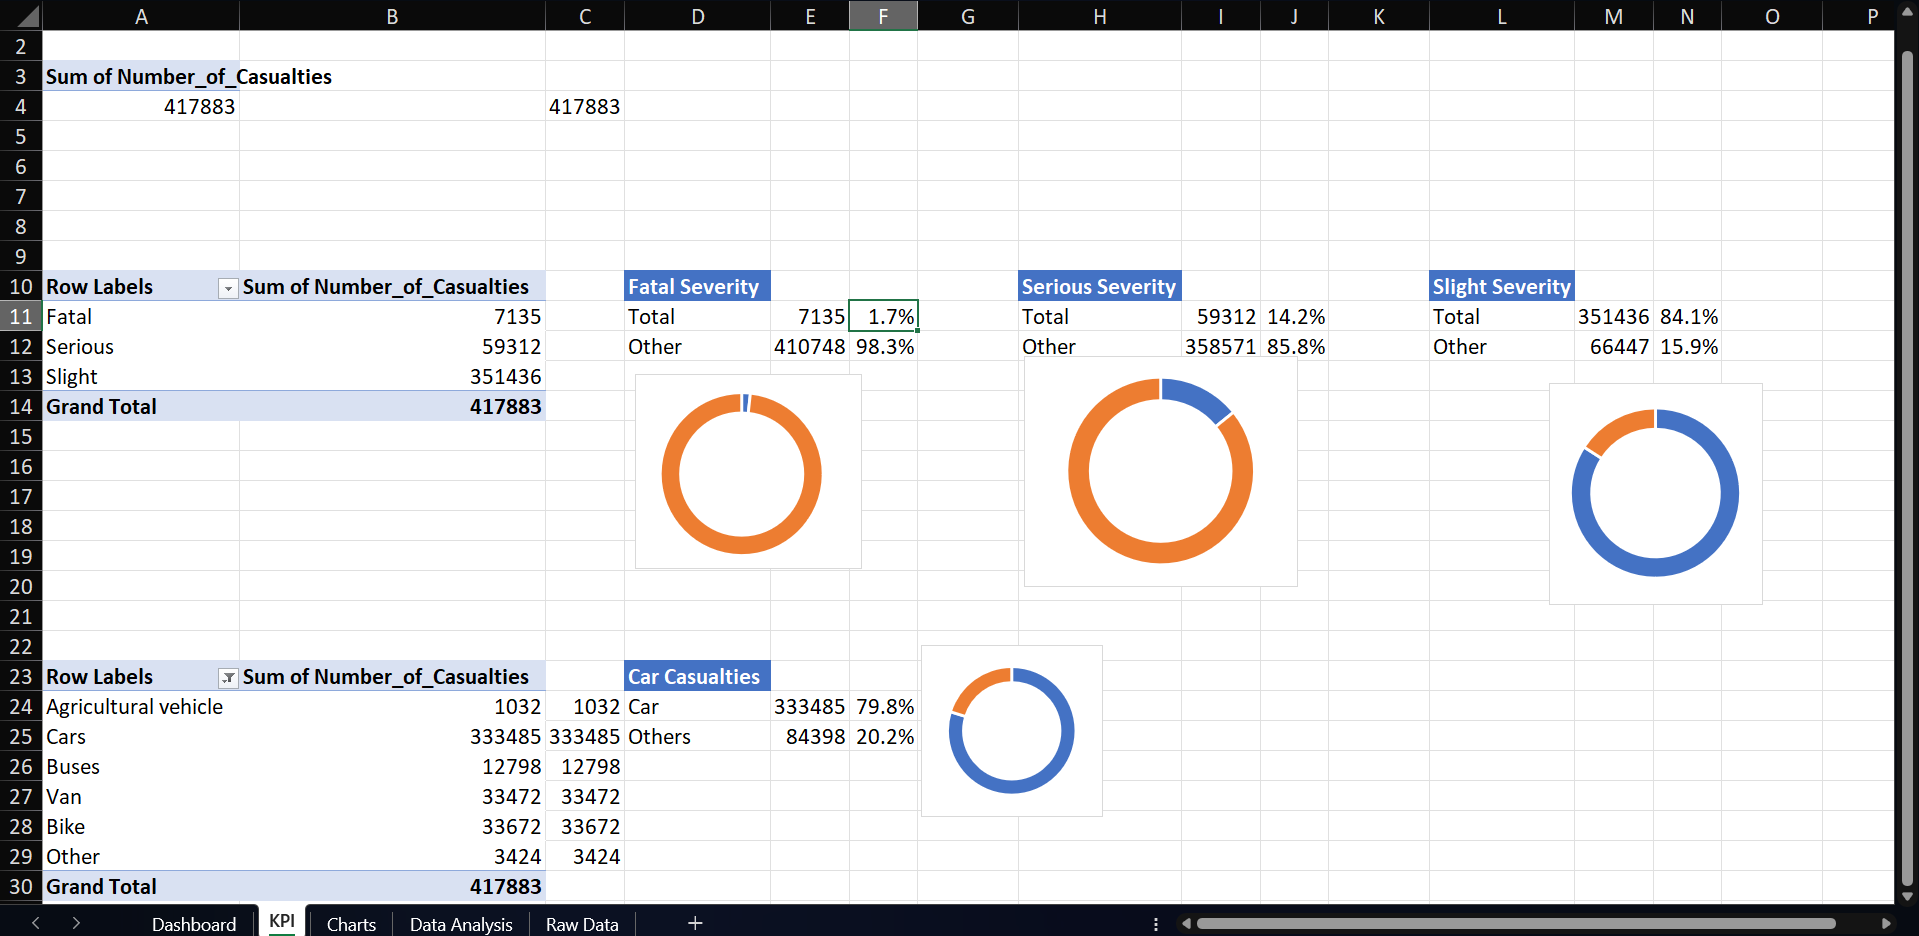 A B C D E F G H I J K L M N O P
2
3 Sum of Number_of_Casualties
4 417883 417883
5
6
7
8
9
10 Row Labels Sum of Number_of_Casualties Fatal Severity Serious Severity Slight Severity
11 Fatal 7135 Total 7135 1.7% Total 59312 14.2% Total 351436 84.1%
12 Serious 59312 Other 410748 98.3% Other 358571 85.8% Other 66447 15.9%
13 Slight 351436
14 Grand Total 417883
15
16
17
18
19
20
21
22
23 Row Labels Sum of Number_of_Casualties Car Casualties
24 Agricultural vehicle 1032 1032 Car 333485 79.8%
25 Cars 333485 333485 Others 84398 20.2%
26 Buses 12798 12798
27 Van 33472 33472
28 Bike 33672 33672
29 Other 3424 3424
30 Grand Total 417883
Dashboard KPI Charts Data Analysis Raw Data +